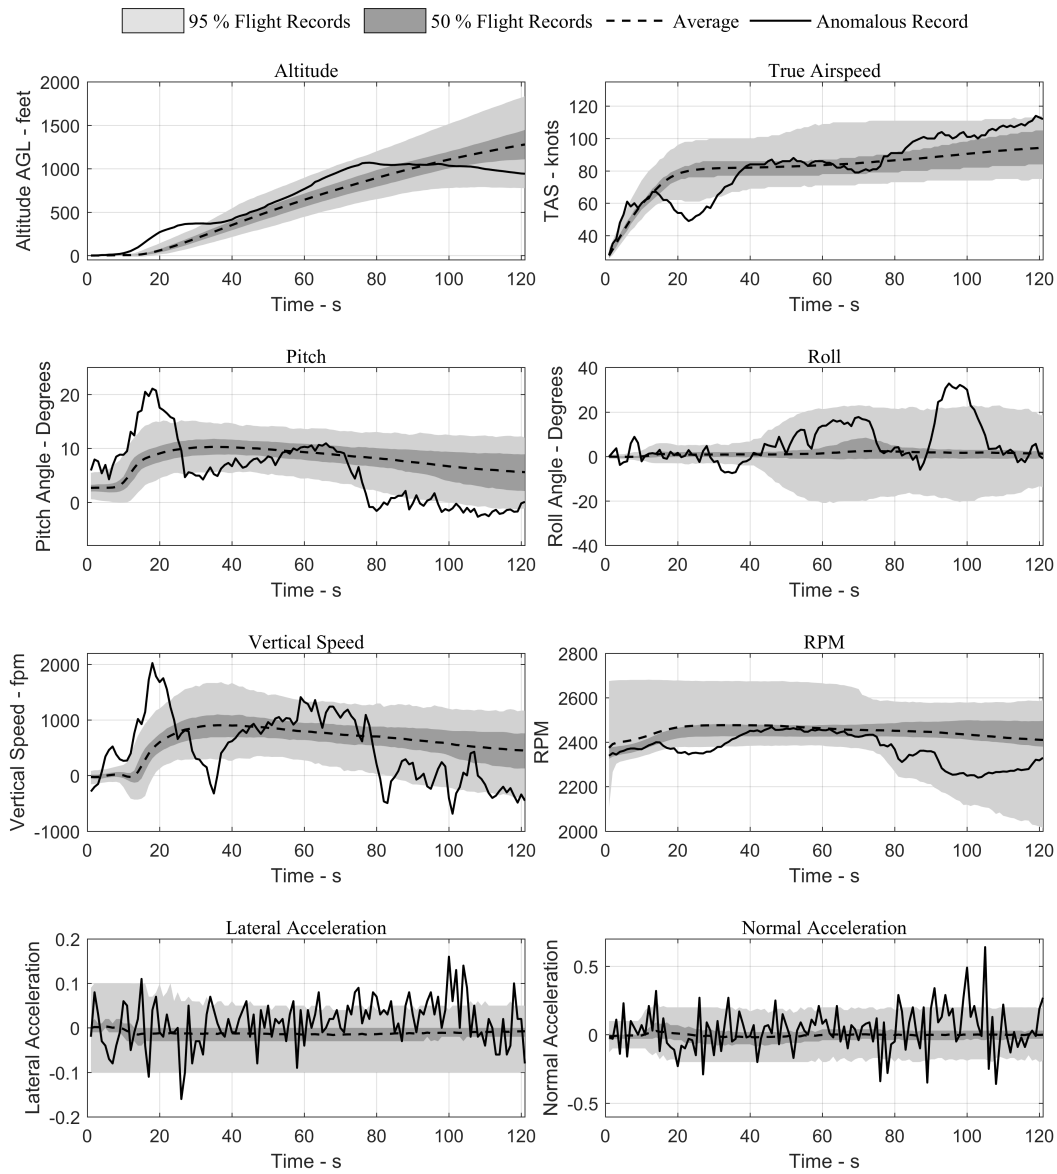 95 % Flight Records 50 % Flight Records Average Anomalous Record
Altitude
Altitude AGL - feet
2000
1500
1000
500
0
0 20 40 60 80 100 120
Time - s
True Airspeed
TAS - knots
120
100
80
60
40
0 20 40 60 80 100 120
Time - s
Pitch
Pitch Angle - Degrees
20
10
0
0 20 40 60 80 100 120
Time - s
Roll
Roll Angle - Degrees
40
20
0
-20
-40
0 20 40 60 80 100 120
Time - s
Vertical Speed
Vertical Speed - fpm
2000
1000
0
-1000
0 20 40 60 80 100 120
Time - s
RPM
RPM
2800
2600
2400
2200
2000
0 20 40 60 80 100 120
Time - s
Lateral Acceleration
Lateral Acceleration
0.2
0.1
0
-0.1
-0.2
0 20 40 60 80 100 120
Time - s
Normal Acceleration
Normal Acceleration
0.5
0
-0.5
0 20 40 60 80 100 120
Time - s